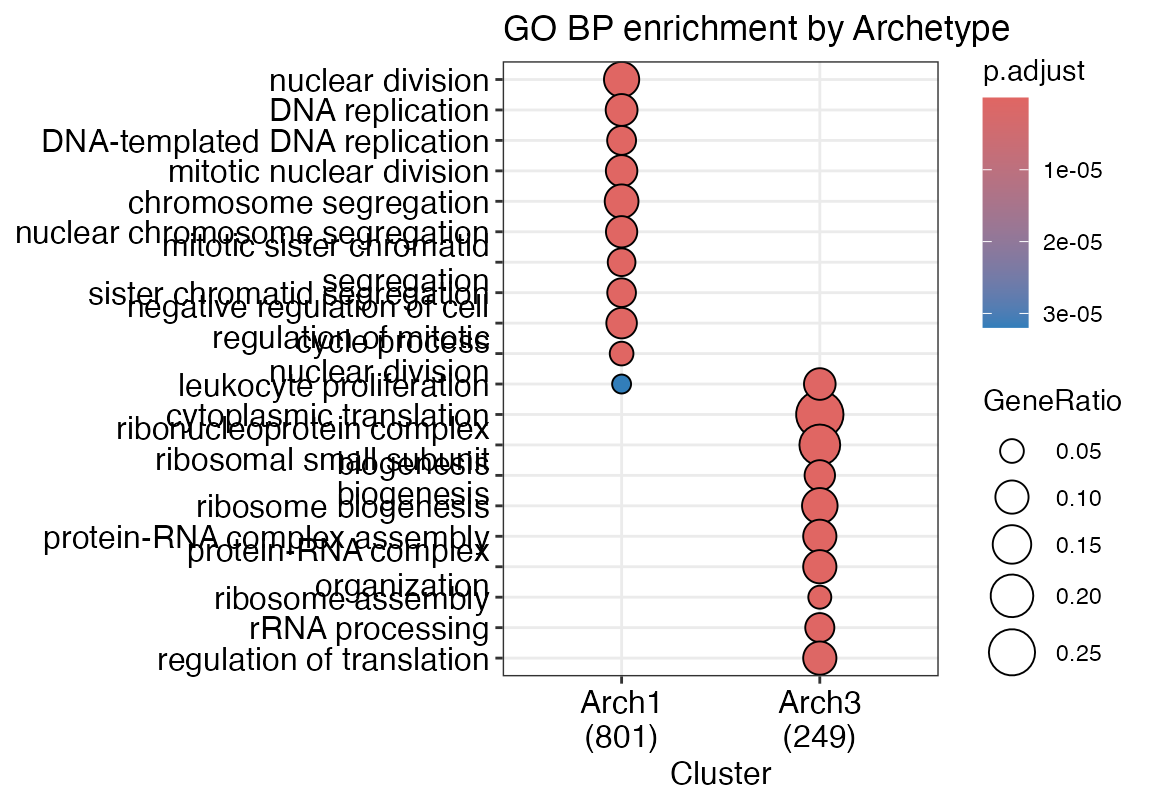 GO BP enrichment by Archetype
nuclear division
DNA replication
DNA-templated DNA replication
mitotic nuclear division
chromosome segregation
nuclear chromosome segregation
mitotic sister chromatid
segregation
sister chromatid segregation
negative regulation of cell
cycle process
regulation of mitotic
nuclear division
leukocyte proliferation
cytoplasmic translation
ribonucleoprotein complex
biogenesis
ribosomal small subunit
biogenesis
ribosome biogenesis
protein-RNA complex assembly
protein-RNA complex
organization
ribosome assembly
rRNA processing
regulation of translation
Arch1
(801)
Arch3
(249)
Cluster
p.adjust
1e-05
2e-05
3e-05
GeneRatio
0.05
0.10
0.15
0.20
0.25